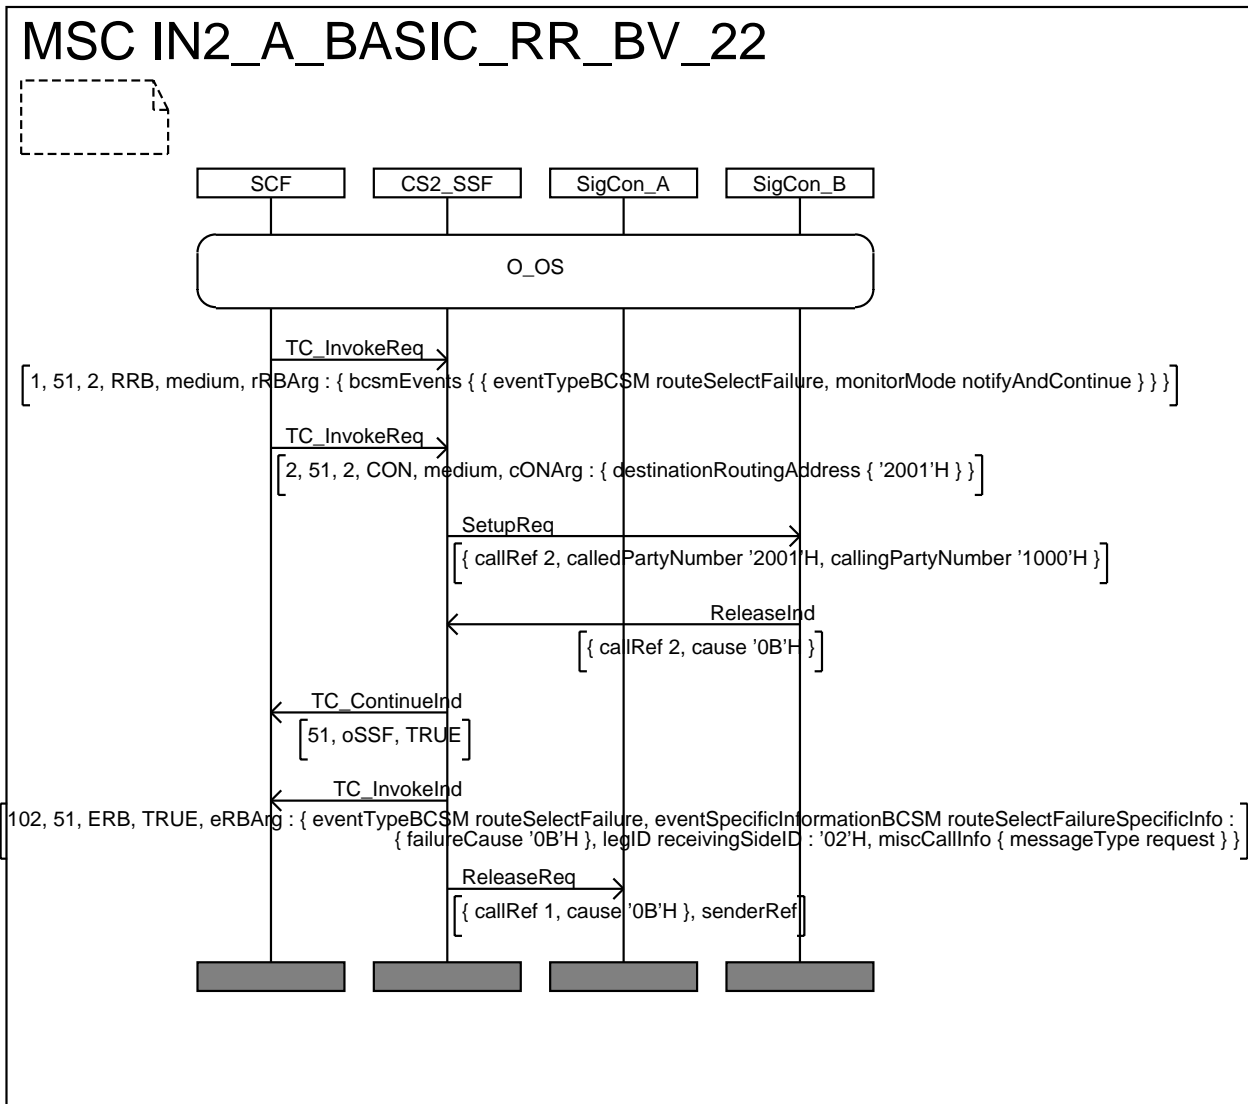 MSC IN2_A_BASIC_RR_BV_22
SCF CS2_SSF SigCon_A SigCon_B
O_OS
TC_InvokeReq
1, 51, 2, RRB, medium, rRBArg : { bcsmEvents { { eventTypeBCSM routeSelectFailure, monitorMode notifyAndContinue } } }
TC_InvokeReq
2, 51, 2, CON, medium, cONArg : { destinationRoutingAddress { '2001'H } }
SetupReq
{ callRef 2, calledPartyNumber '2001'H, callingPartyNumber '1000'H }
ReleaseInd
{ callRef 2, cause '0B'H }
TC_ContinueInd
51, oSSF, TRUE
TC_InvokeInd
102, 51, ERB, TRUE, eRBArg : { eventTypeBCSM routeSelectFailure, eventSpecificInformationBCSM routeSelectFailureSpecificInfo :
{ failureCause '0B'H }, legID receivingSideID : '02'H, miscCallInfo { messageType request } }
ReleaseReq
{ callRef 1, cause '0B'H }, senderRef